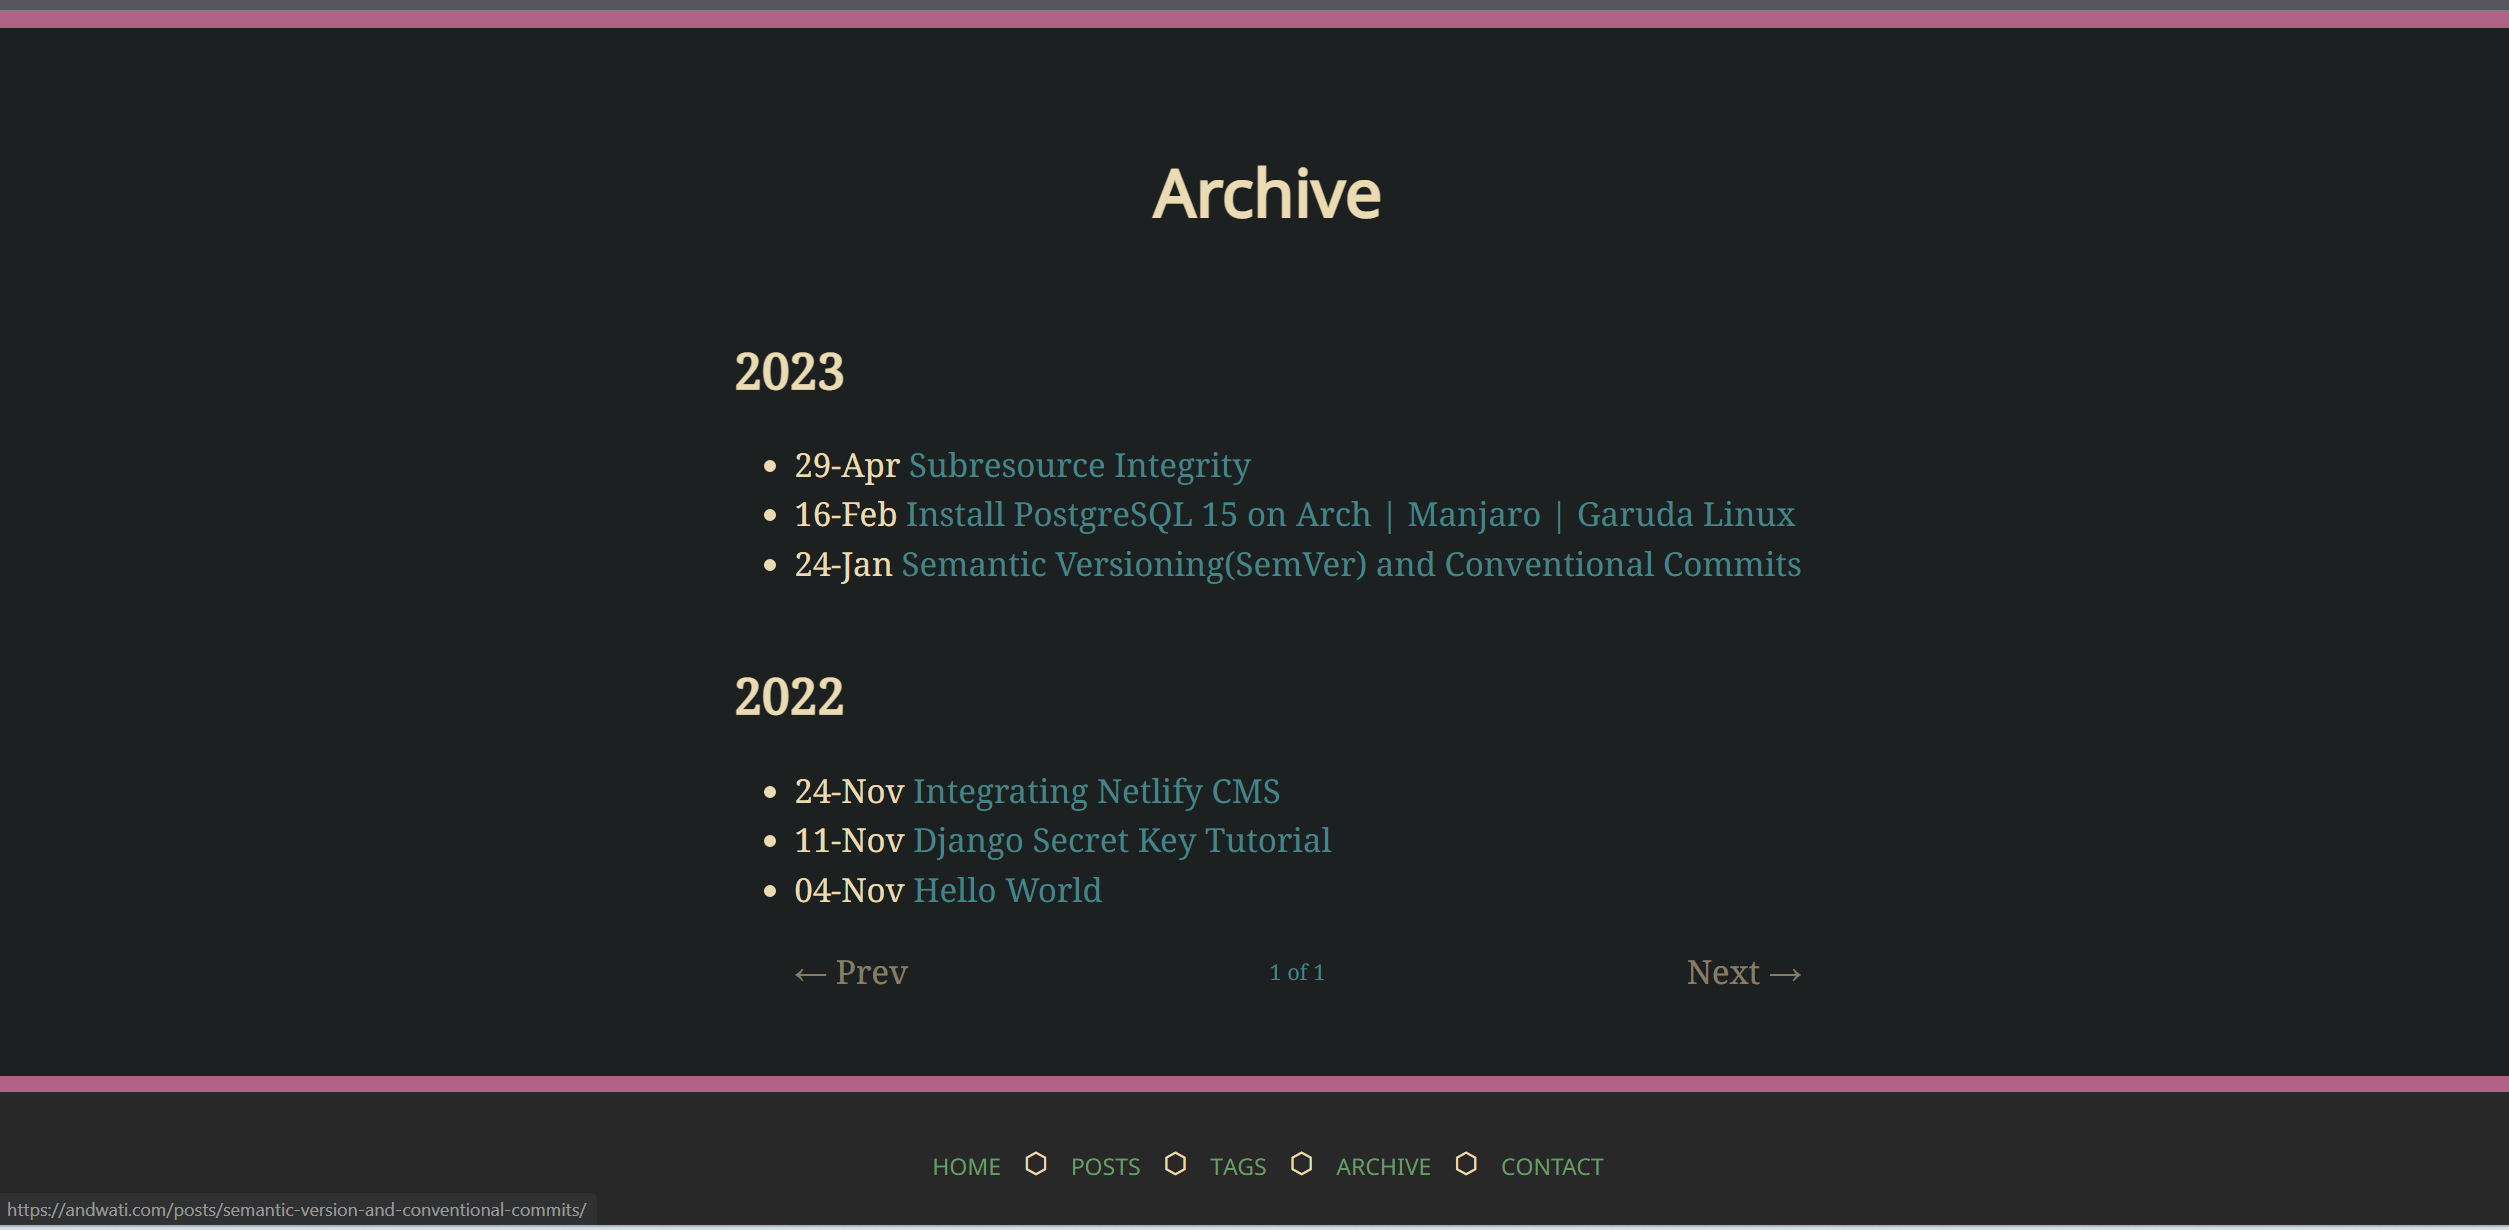 Archive
2023
29-Apr Subresource Integrity
16-Feb Install PostgreSQL 15 on Arch | Manjaro | Garuda Linux
24-Jan Semantic Versioning(SemVer) and Conventional Commits
2022
24-Nov Integrating Netlify CMS
11-Nov Django Secret Key Tutorial
04-Nov Hello World
← Prev 1 of 1 Next →
HOME ⬡ POSTS ⬡ TAGS ⬡ ARCHIVE ⬡ CONTACT
https://andwati.com/posts/semantic-version-and-conventional-commits/